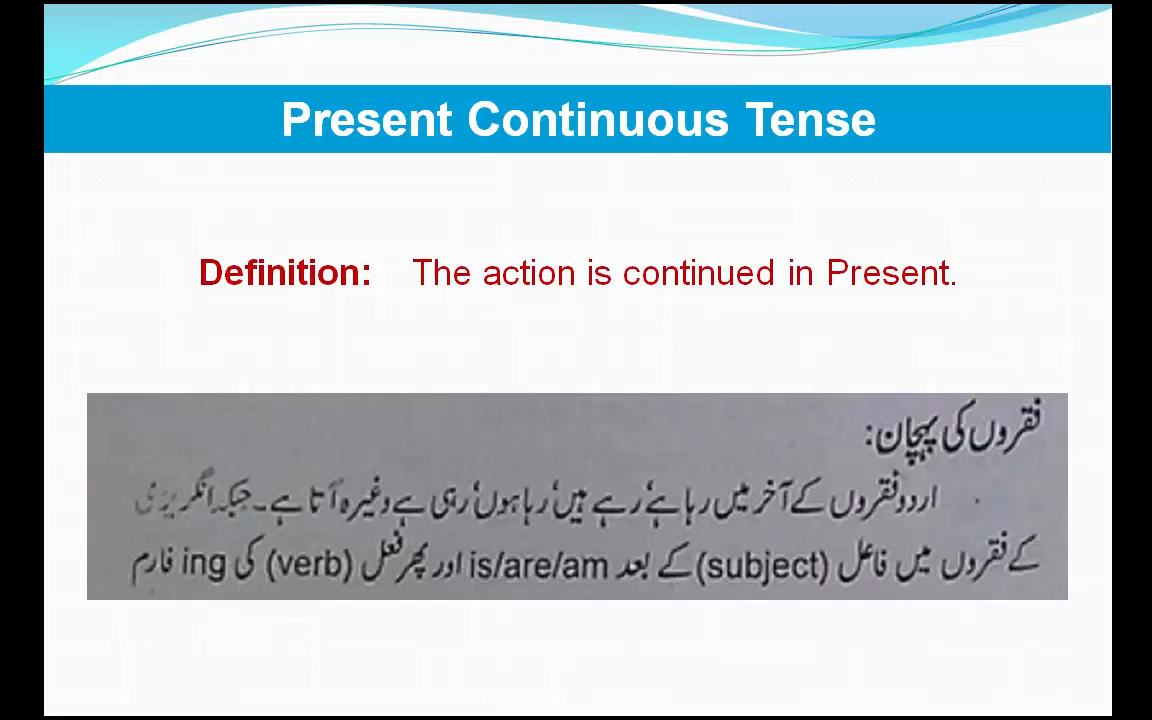 Present Continuous Tense
Definition: The action is continued in Present.
فقروں کی پہچان:
اردو فقروں کے آخر میں رہا ہے، رہے ہیں، رہا ہوں، رہی ہے وغیرہ آتا ہے۔ جبکہ انگریزی
کے فقروں میں فاعل (subject) کے بعد is/are/am اور پھر فعل (verb) کی ing فارم